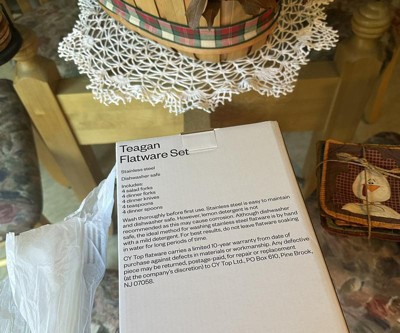 Teagan
Flatware Set
Stainless steel
Dishwasher safe
Includes:
4 salad forks
4 dinner forks
4 dinner knives
4 teaspoons
4 dinner spoons
Wash thoroughly before first use. Stainless steel is easy to maintain
and dishwasher safe. However, lemon detergent is not
recommended as this may cause corrosion. Although dishwasher
safe, the ideal method for washing stainless steel flatware is by hand
with a mild detergent. For best results, do not leave flatware soaking
in water for long periods of time.
CY Top flatware carries a limited 10-year warranty from date of
purchase against defects in materials or workmanship. Any defective
piece may be returned, postage-paid, for repair or replacement
(at the company's discretion) to CY Top Ltd., PO Box 610, Pine Brook,
NJ 07058.